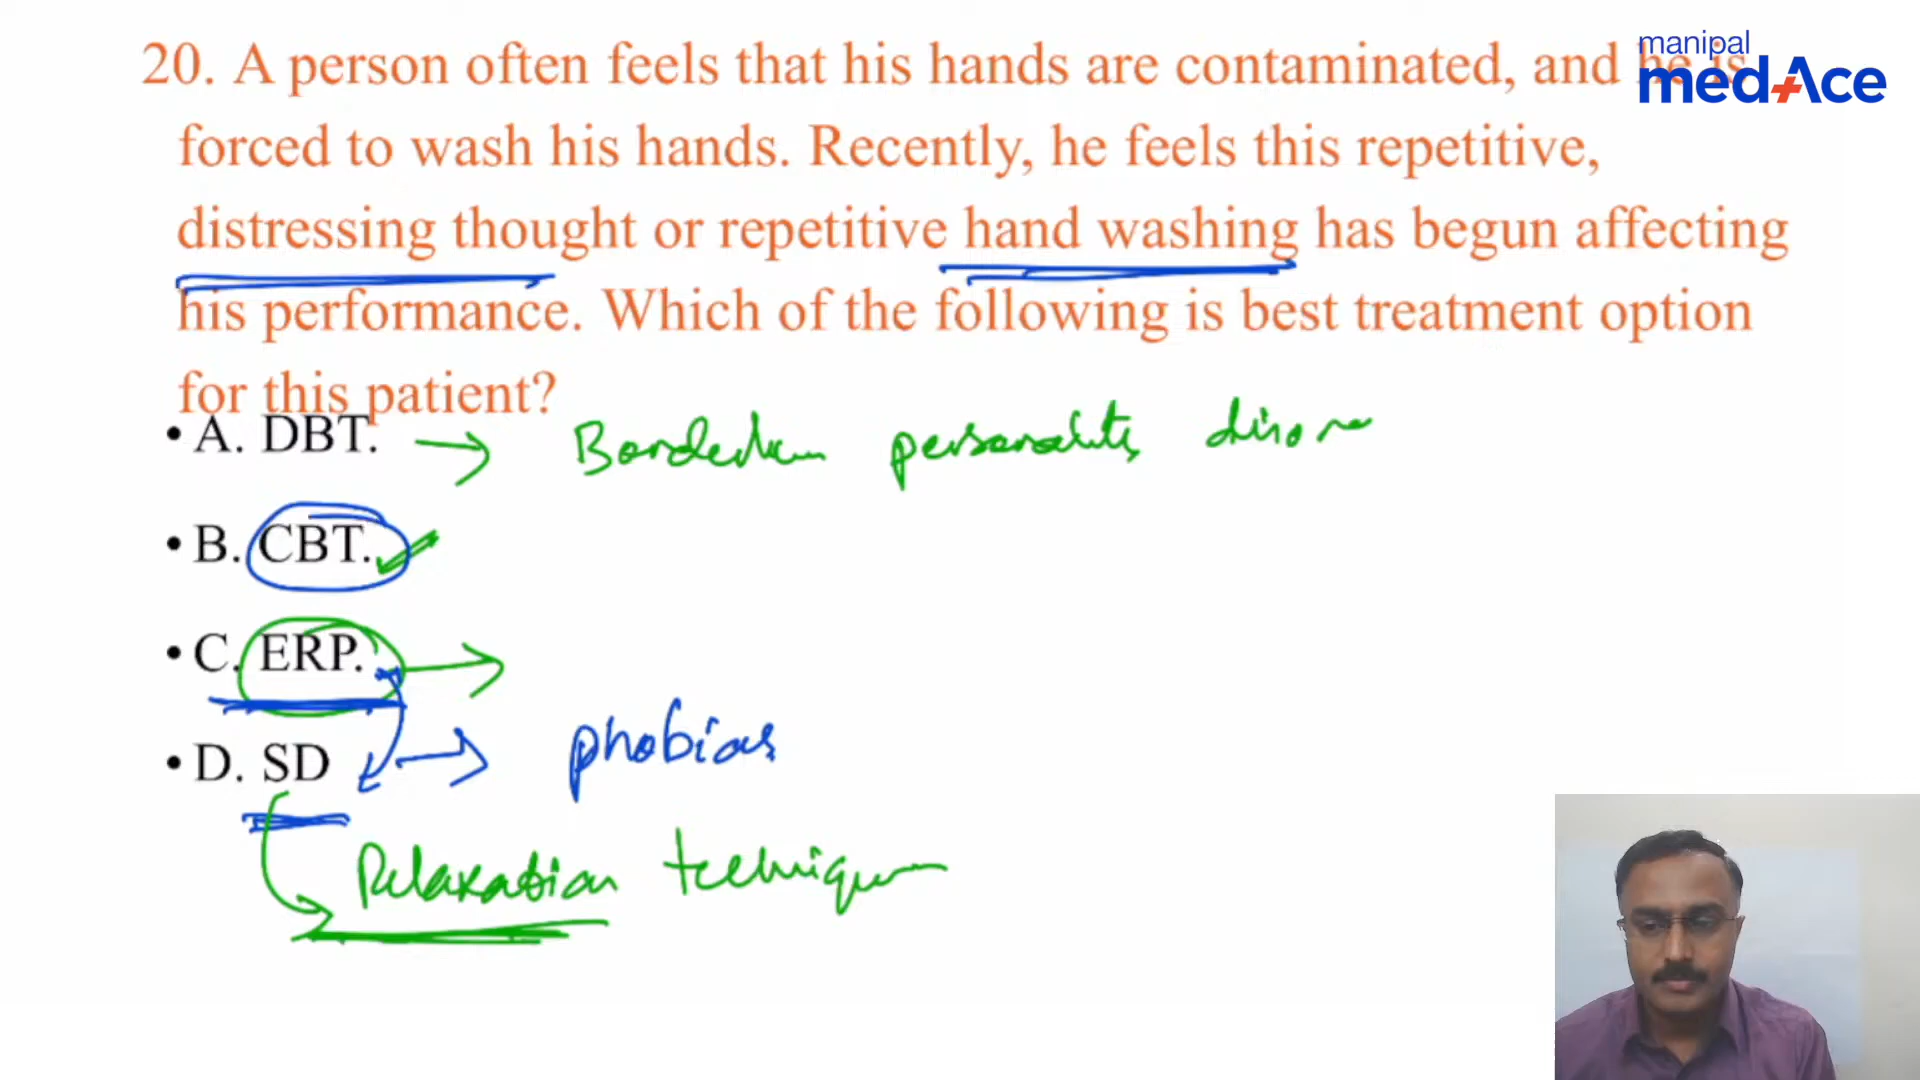 manipal
medAce
20. A person often feels that his hands are contaminated, and he is
forced to wash his hands. Recently, he feels this repetitive,
distressing thought or repetitive hand washing has begun affecting
his performance. Which of the following is best treatment option
for this patient?
• A. DBT. → Borderline personality disorder
• B. CBT.
• C. ERP. →
• D. SD → phobias
Relaxation technique